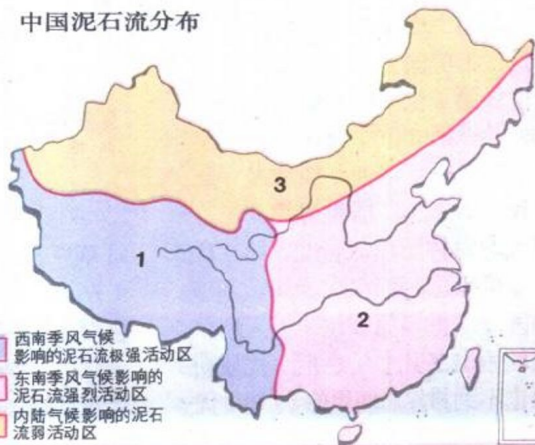 中国泥石流分布
3
1
2
西南季风气候
影响的泥石流极强活动区
东南季风气候影响的
泥石流强烈活动区
内陆气候影响的泥石
流弱活动区